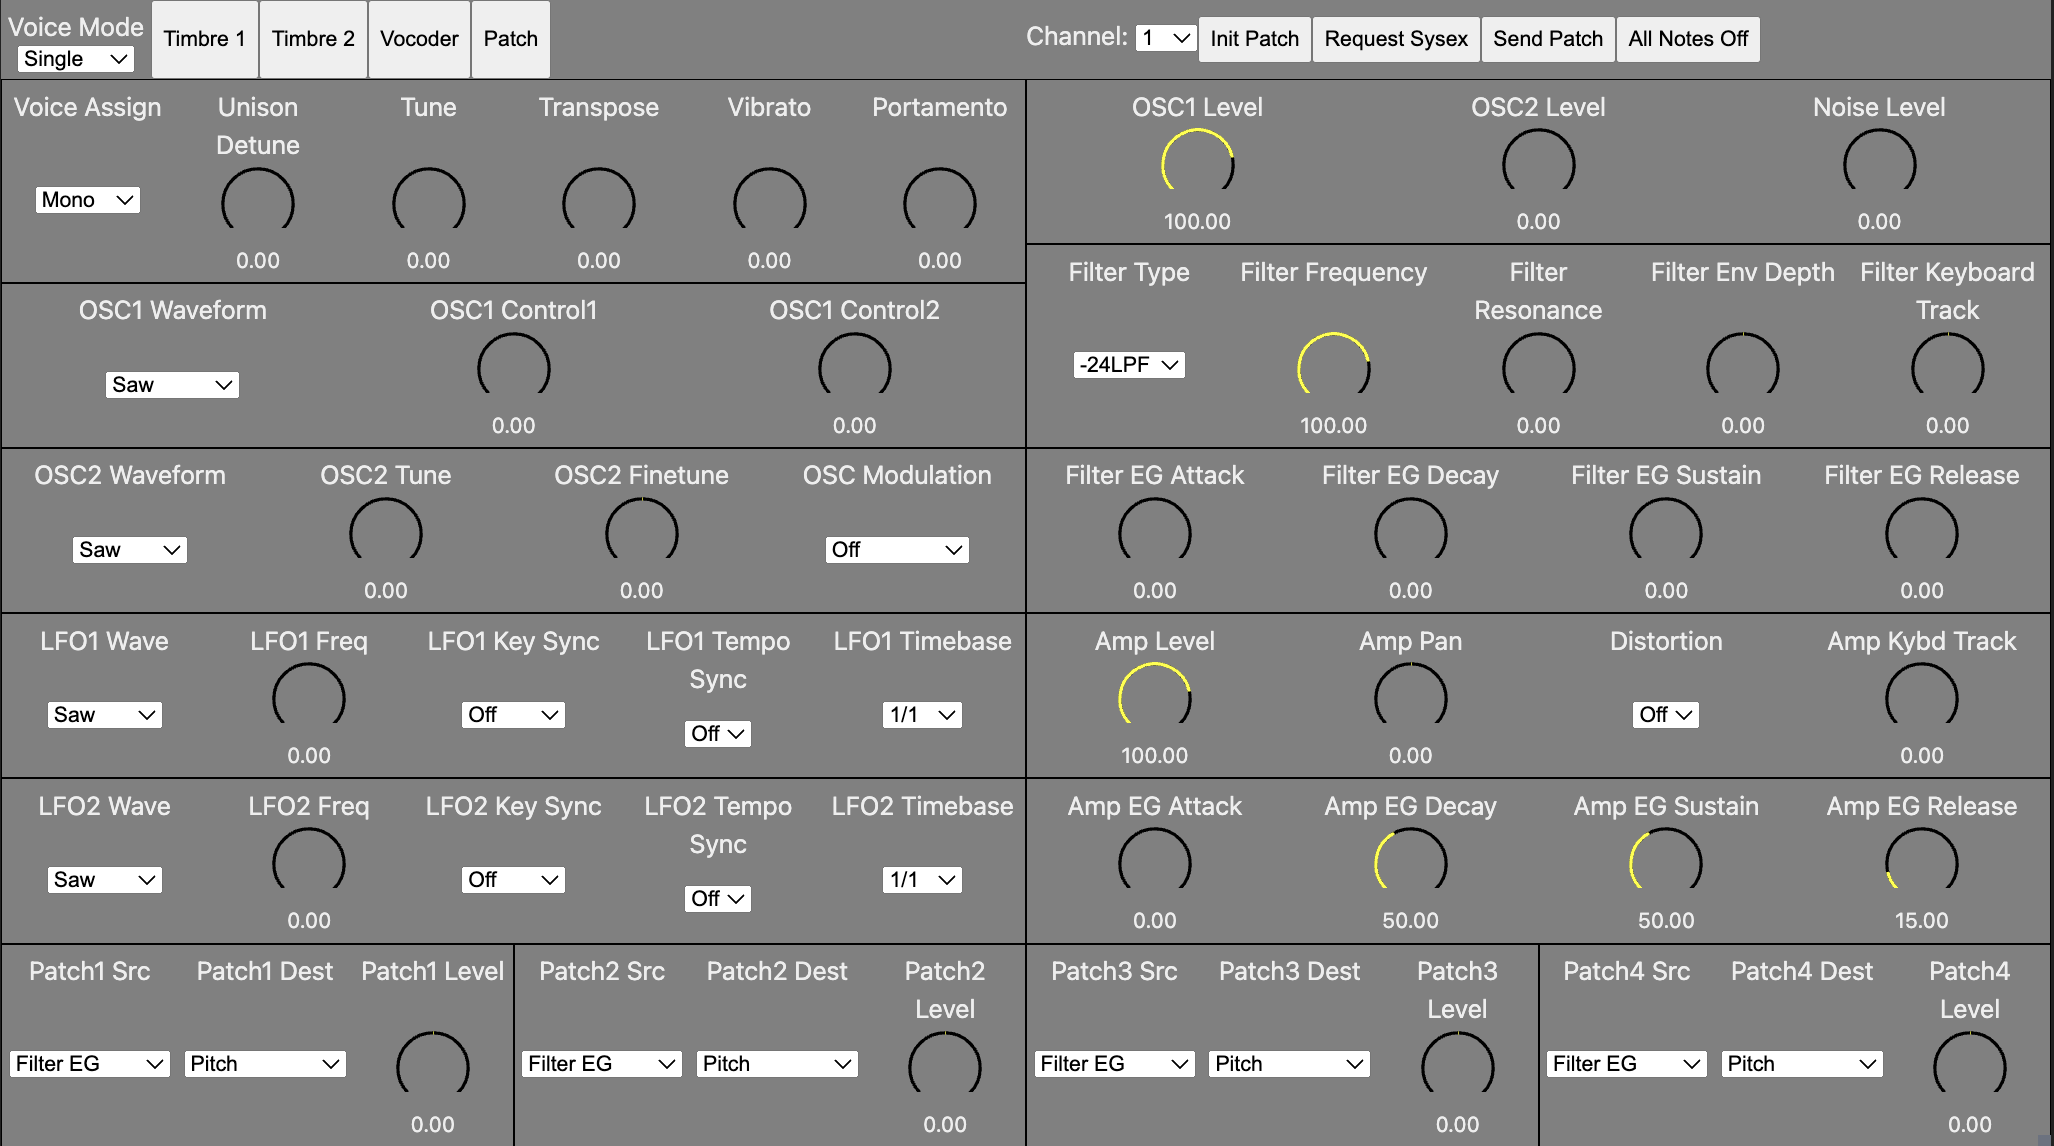 Voice Mode
Single
Timbre 1
Timbre 2
Vocoder
Patch
Channel:
1
Init Patch
Request Sysex
Send Patch
All Notes Off
Voice Assign
Mono
Unison
Detune
0.00
Tune
0.00
Transpose
0.00
Vibrato
0.00
Portamento
0.00
OSC1 Level
100.00
OSC2 Level
0.00
Noise Level
0.00
OSC1 Waveform
Saw
OSC1 Control1
0.00
OSC1 Control2
0.00
Filter Type
-24LPF
Filter Frequency
100.00
Filter
Resonance
0.00
Filter Env Depth
0.00
Filter Keyboard
Track
0.00
OSC2 Waveform
Saw
OSC2 Tune
0.00
OSC2 Finetune
0.00
OSC Modulation
Off
Filter EG Attack
0.00
Filter EG Decay
0.00
Filter EG Sustain
0.00
Filter EG Release
0.00
LFO1 Wave
Saw
LFO1 Freq
0.00
LFO1 Key Sync
Off
LFO1 Tempo
Sync
Off
LFO1 Timebase
1/1
Amp Level
100.00
Amp Pan
0.00
Distortion
Off
Amp Kybd Track
0.00
LFO2 Wave
Saw
LFO2 Freq
0.00
LFO2 Key Sync
Off
LFO2 Tempo
Sync
Off
LFO2 Timebase
1/1
Amp EG Attack
0.00
Amp EG Decay
50.00
Amp EG Sustain
50.00
Amp EG Release
15.00
Patch1 Src
Filter EG
Patch1 Dest
Pitch
Patch1 Level
0.00
Patch2 Src
Filter EG
Patch2 Dest
Pitch
Patch2
Level
0.00
Patch3 Src
Filter EG
Patch3 Dest
Pitch
Patch3
Level
0.00
Patch4 Src
Filter EG
Patch4 Dest
Pitch
Patch4
Level
0.00